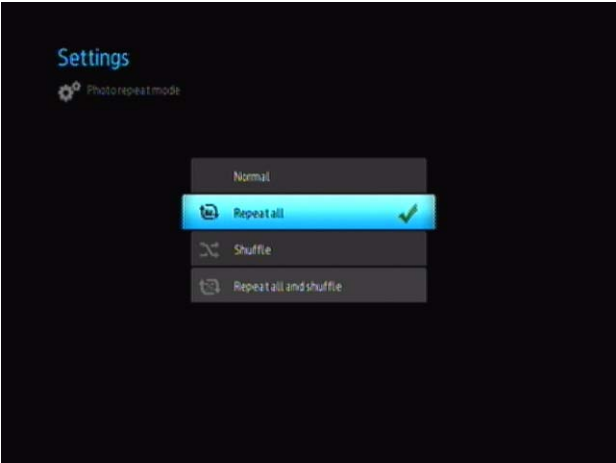 Settings
Photo repeat mode
Normal
Repeat all
Shuffle
Repeat all and shuffle